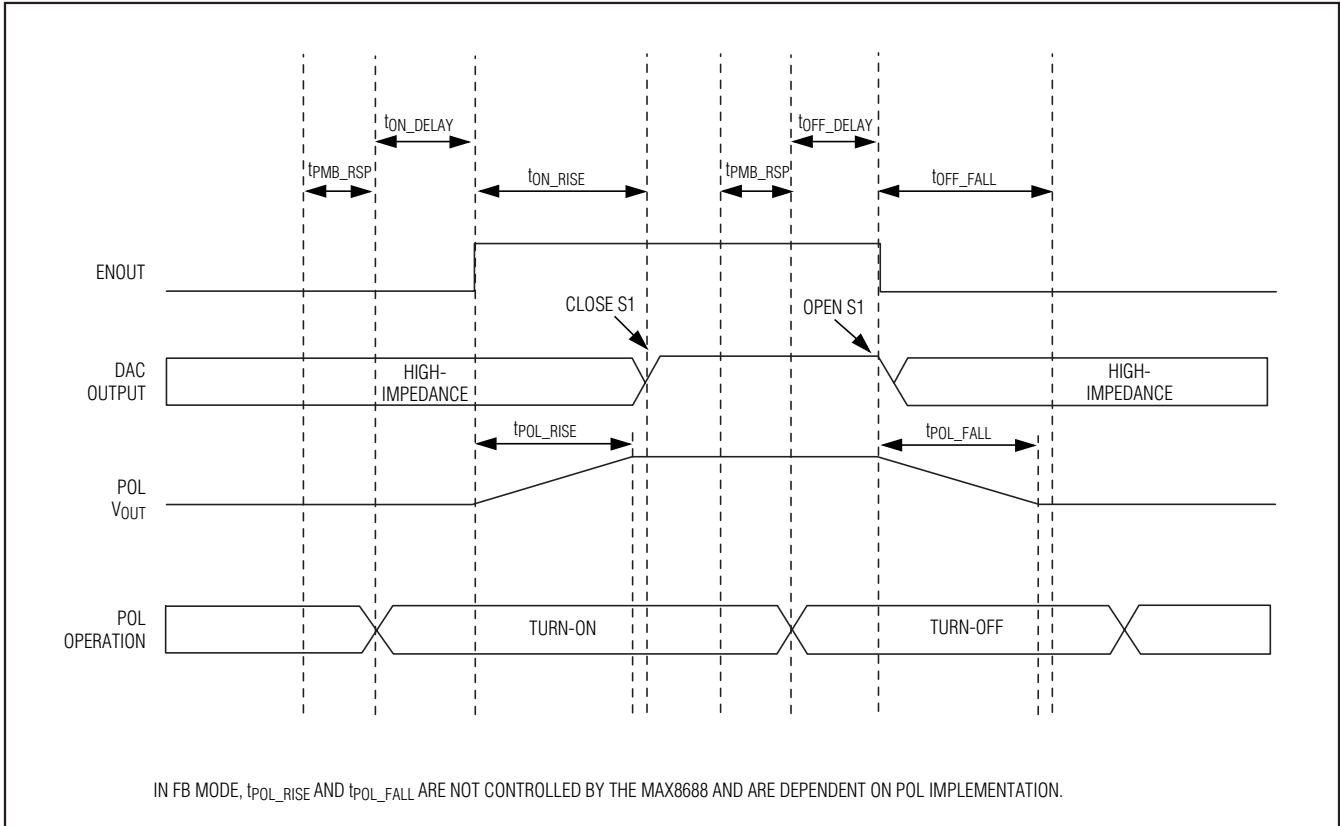 tON_DELAY
tOFF_DELAY
tPMB_RSP
tON_RISE
tPMB_RSP
tOFF_FALL
ENOUT
CLOSE S1
OPEN S1
DAC
OUTPUT
HIGH-
IMPEDANCE
HIGH-
IMPEDANCE
tPOL_RISE
tPOL_FALL
POL
VOUT
POL
OPERATION
TURN-ON
TURN-OFF
IN FB MODE, tPOL_RISE AND tPOL_FALL ARE NOT CONTROLLED BY THE MAX8688 AND ARE DEPENDENT ON POL IMPLEMENTATION.